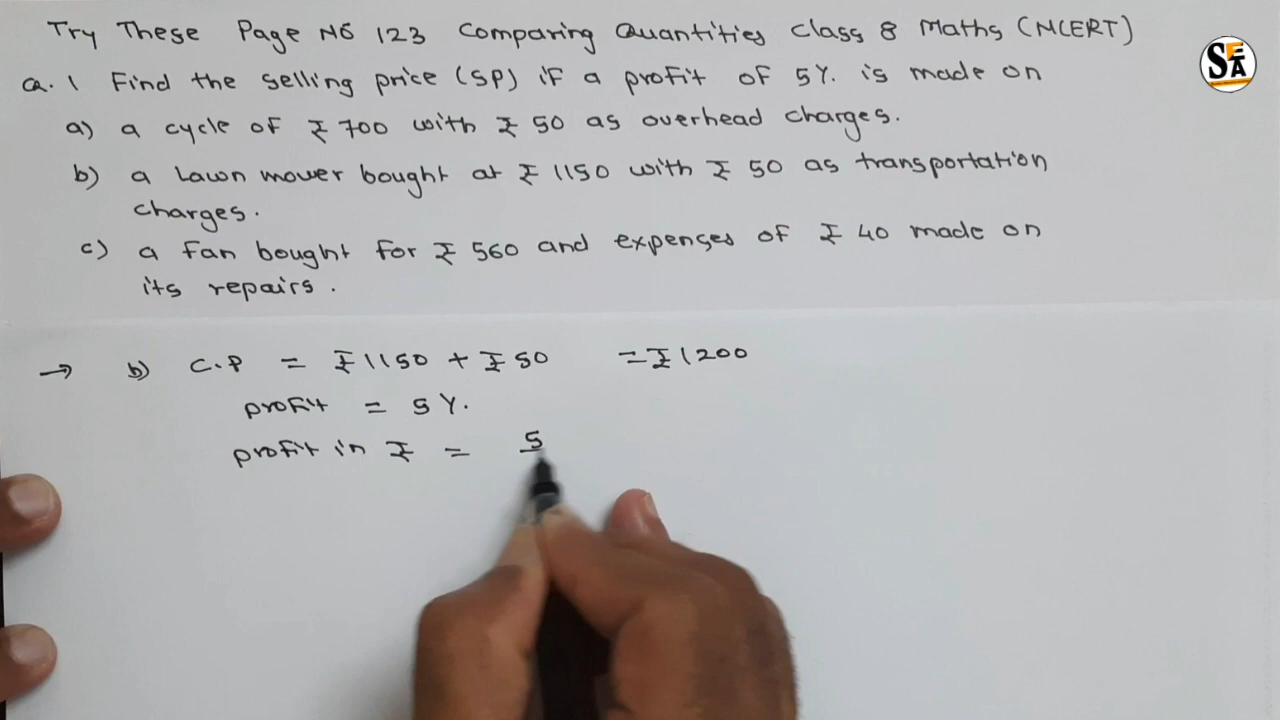 Try These Page No 123 Comparing Quantities Class 8 Maths (NCERT)
SFA
Q. 1 Find the selling price (SP) if a profit of 5%. is made on
a) a cycle of ₹ 700 with ₹ 50 as overhead charges.
b) a Lawn mower bought at ₹ 1150 with ₹ 50 as transportation
charges.
c) a fan bought for ₹ 560 and expenses of ₹ 40 made on
its repairs.
→ b) C.P = ₹1150 + ₹50 = ₹1200
profit = 5%.
profit in ₹ = 5